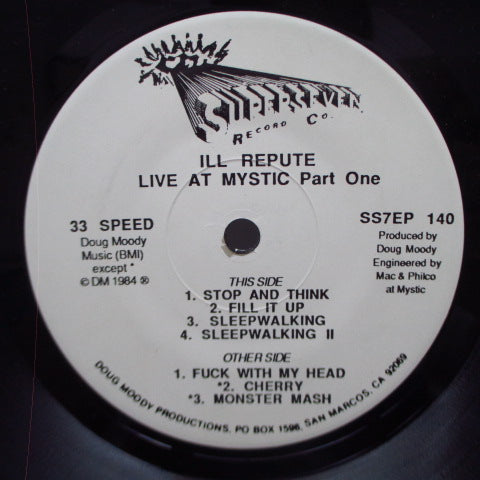 SUPERSEVEN
RECORD CO.
ILL REPUTE
LIVE AT MYSTIC Part One
33 SPEED
Doug Moody
Music (BMI)
except *
© DM 1984 ®
SS7EP 140
Produced by
Doug Moody
Engineered by
Mac & Philco
at Mystic
THIS SIDE
1. STOP AND THINK
2. FILL IT UP
3. SLEEPWALKING
4. SLEEPWALKING II
OTHER SIDE
1. FUCK WITH MY HEAD
*2. CHERRY
*3. MONSTER MASH
DOUG MOODY PRODUCTIONS, PO BOX 1596, SAN MARCOS, CA 92069